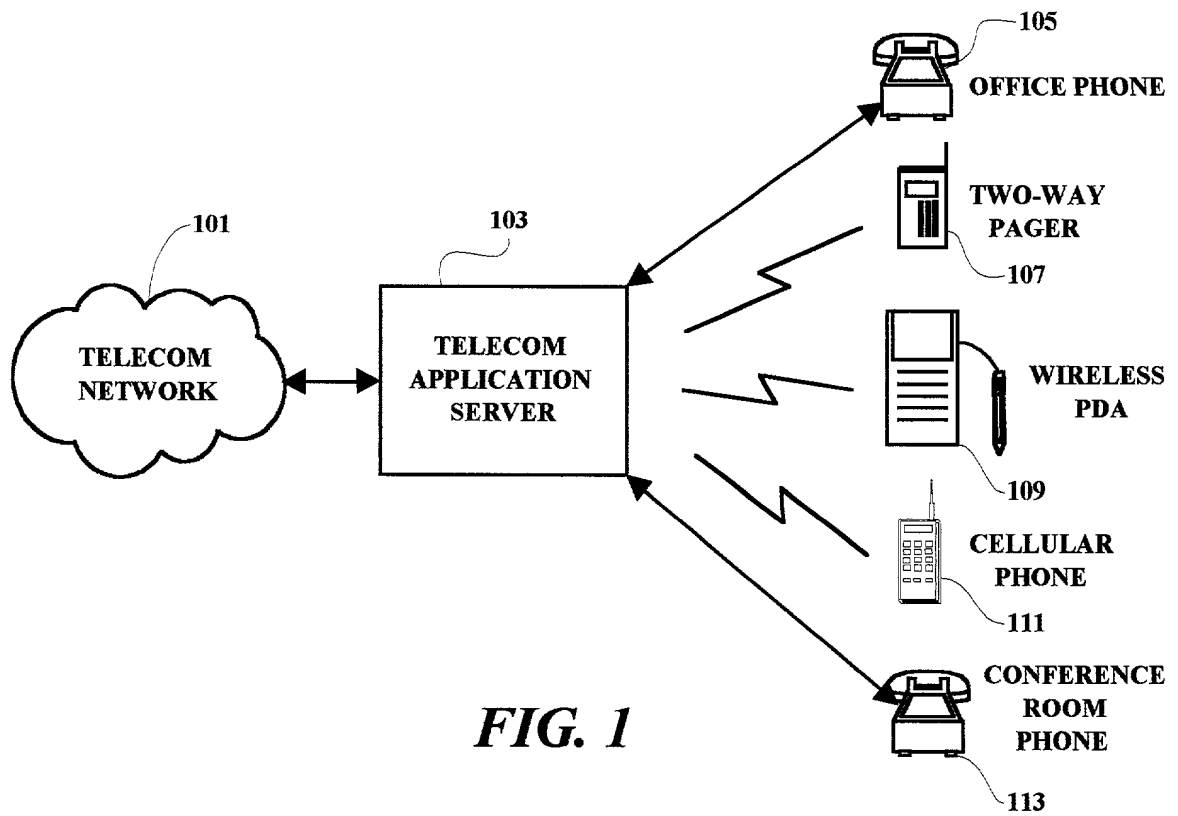 105
OFFICE PHONE
TWO-WAY
PAGER
107
101
103
TELECOM
NETWORK
TELECOM
APPLICATION
SERVER
WIRELESS
PDA
109
CELLULAR
PHONE
111
CONFERENCE
ROOM
PHONE
113
FIG. 1